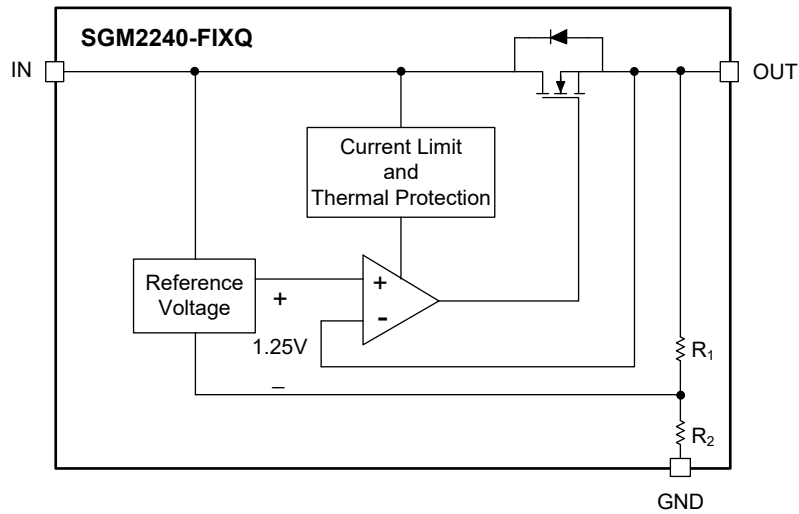 SGM2240-FIXQ
IN
OUT
Current Limit
and
Thermal Protection
Reference
Voltage
+
1.25V
_
+
-
R1
R2
GND